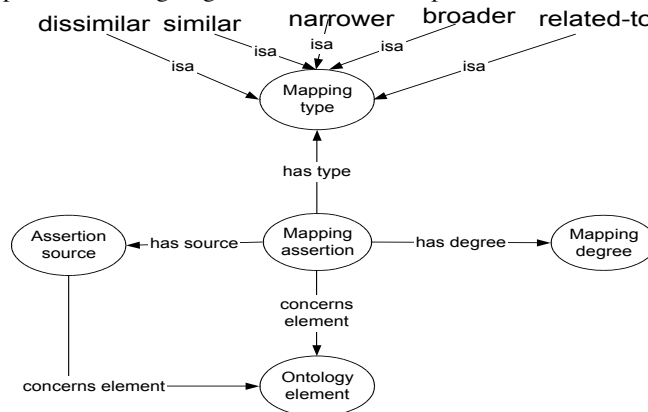 dissimilar similar narrower broader related-to
isa isa isa isa isa
Mapping
type
has type
Assertion
source
has source
Mapping
assertion
has degree
Mapping
degree
concerns
element
concerns element
Ontology
element